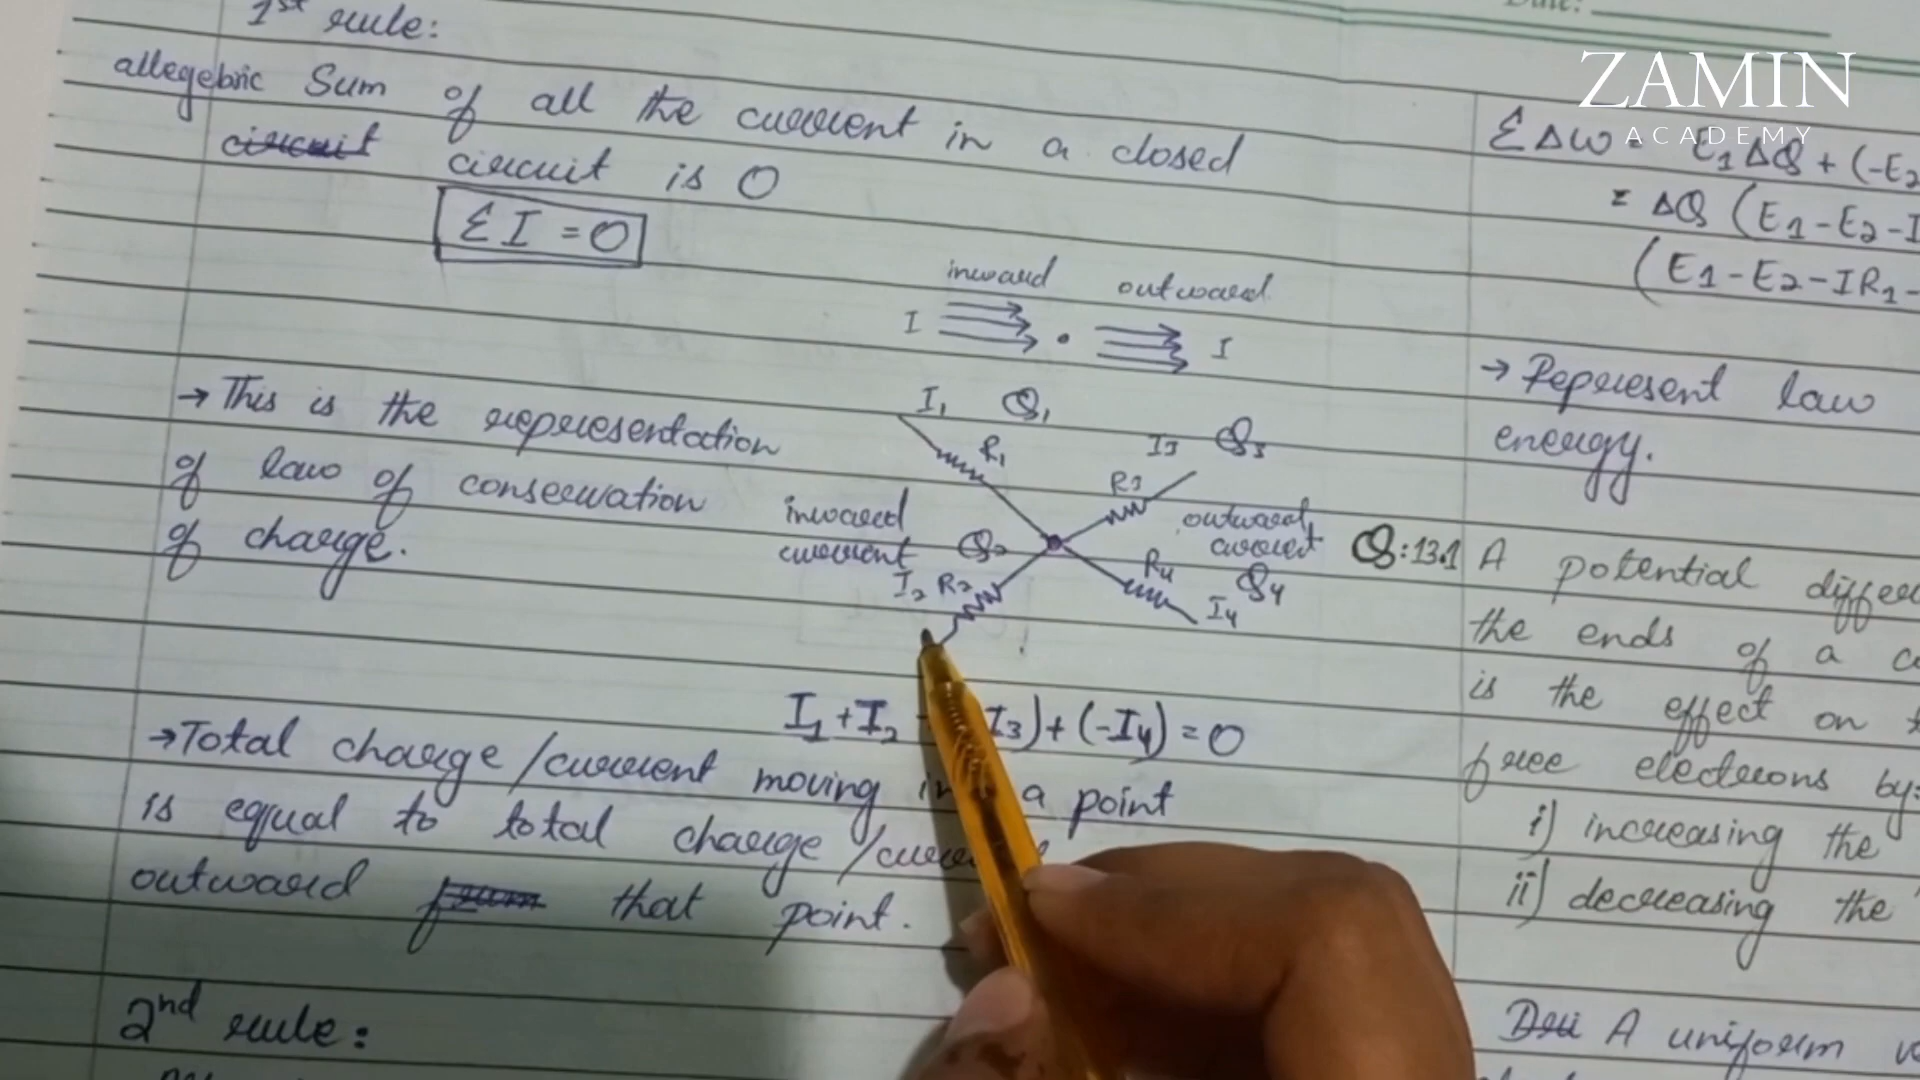 1st rule:
allegebric Sum of all the current in a closed
circuit circuit is 0
ΣI = 0
inward outward
I I
I1 Q1
R1
I3 Q3
R3
→ This is the representation
of law of conservation
of charge.
inward
current Q2
I2 R2
outward
current
R4 Q4
I4
I1 + I2 I3) + (-I4) = 0
→ Total charge/current moving in a point
is equal to total charge/
outward from that point.
2nd rule:
ZAMIN
ACADEMY
Date:
ΣΔW = E1ΔQ + (-E2
= ΔQ (E1-E2-I
(E1-E2-IR1-
→ Represent law
energy.
Q:13.1 A potential
the ends of a
is the effect on
free electrons by:
i) increasing the
ii) decreasing the
A uniform